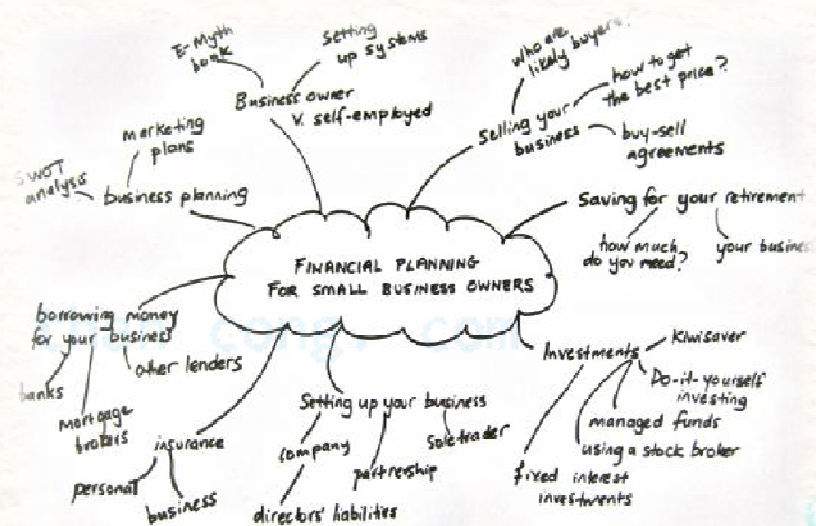 E-Myth
book
Setting
up systems
Business owner
v. self-employed
who are
likely buyers?
how to get
the best price?
Selling your
business
buy-sell
agreements
marketing
plans
SWOT
analysis
business planning
Saving for your retirement
how much
do you need?
your busines
FINANCIAL PLANNING
FOR SMALL BUSINESS OWNERS
borrowing money
for your business
banks
mortgage
brokers
other lenders
insurance
personal
business
Setting up your business
company
directors' liabilities
partnership
Sole trader
Investments
Kiwisaver
Do-it-yourself
investing
managed funds
using a stock broker
fixed interest
investments